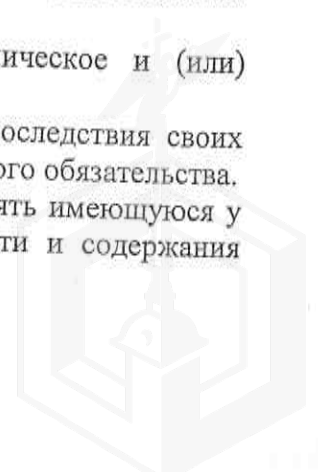 ическое и (или)
оследствия своих
ого обязательства.
ять имеющуюся у
ти и содержания